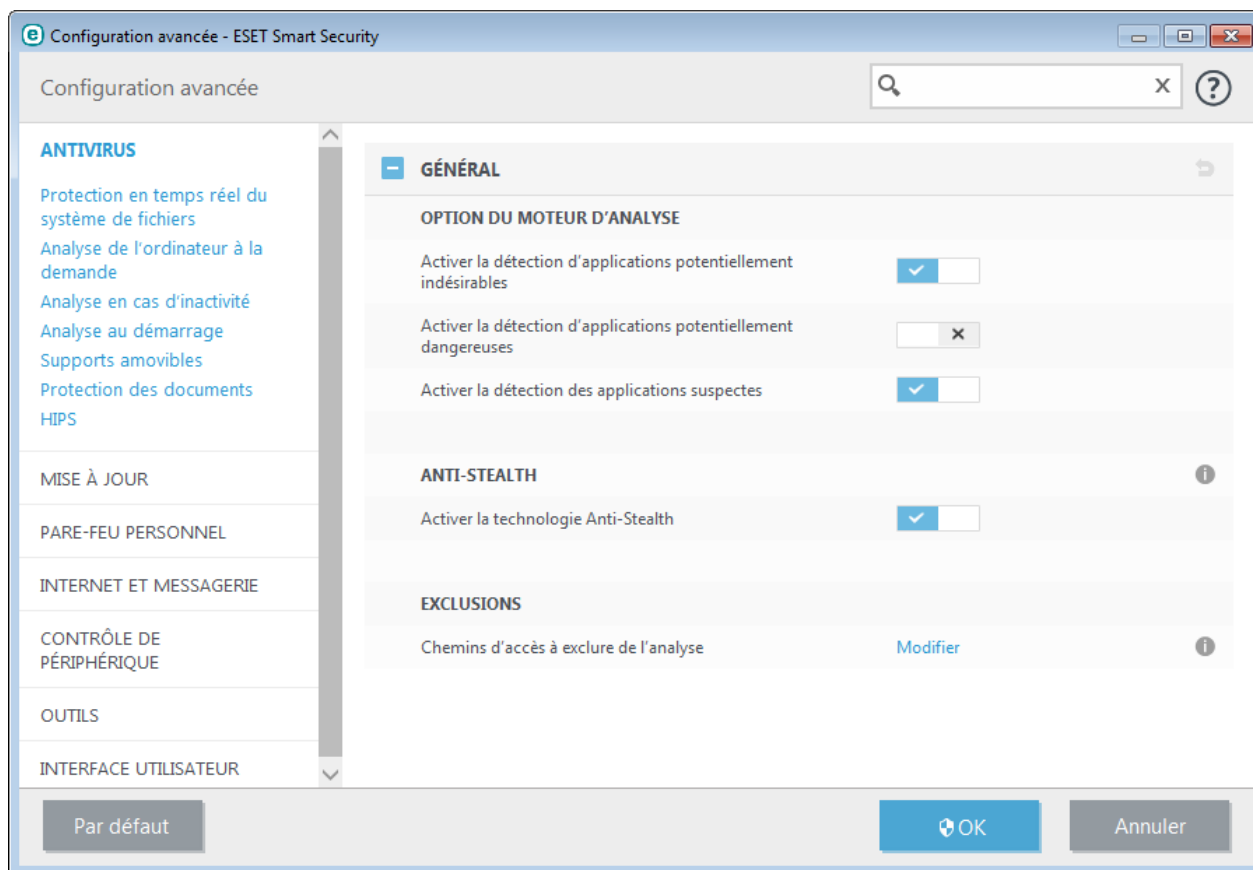 Configuration avancée - ESET Smart Security
Configuration avancée
ANTIVIRUS
Protection en temps réel du
système de fichiers
Analyse de l'ordinateur à la
demande
Analyse en cas d'inactivité
Analyse au démarrage
Supports amovibles
Protection des documents
HIPS
MISE À JOUR
PARE-FEU PERSONNEL
INTERNET ET MESSAGERIE
CONTRÔLE DE
PÉRIPHÉRIQUE
OUTILS
INTERFACE UTILISATEUR
GÉNÉRAL
OPTION DU MOTEUR D'ANALYSE
Activer la détection d'applications potentiellement
indésirables
Activer la détection d'applications potentiellement
dangereuses
Activer la détection des applications suspectes
ANTI-STEALTH
Activer la technologie Anti-Stealth
EXCLUSIONS
Chemins d'accès à exclure de l'analyse
Modifier
Par défaut
OK
Annuler